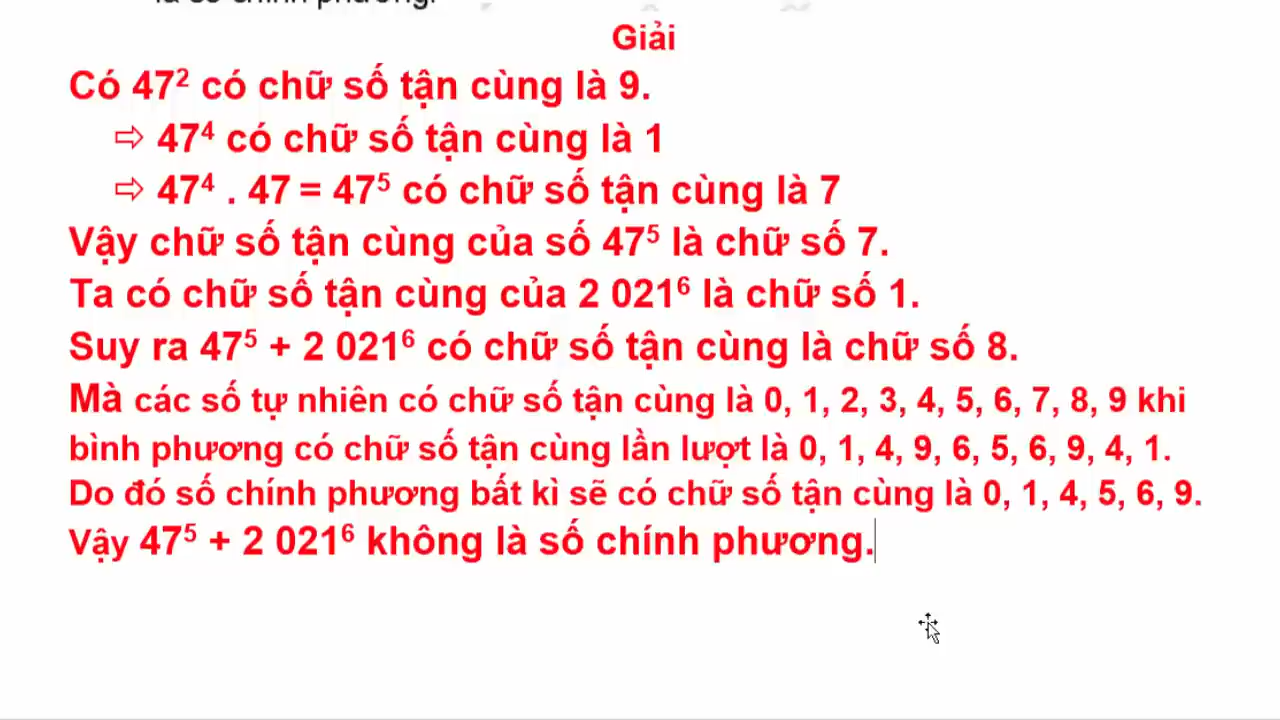 là số chính phương.
Giải
Có 47² có chữ số tận cùng là 9.
⇨ 47⁴ có chữ số tận cùng là 1
⇨ 47⁴ . 47 = 47⁵ có chữ số tận cùng là 7
Vậy chữ số tận cùng của số 47⁵ là chữ số 7.
Ta có chữ số tận cùng của 2 021⁶ là chữ số 1.
Suy ra 47⁵ + 2 021⁶ có chữ số tận cùng là chữ số 8.
Mà các số tự nhiên có chữ số tận cùng là 0, 1, 2, 3, 4, 5, 6, 7, 8, 9 khi
bình phương có chữ số tận cùng lần lượt là 0, 1, 4, 9, 6, 5, 6, 9, 4, 1.
Do đó số chính phương bất kì sẽ có chữ số tận cùng là 0, 1, 4, 5, 6, 9.
Vậy 47⁵ + 2 021⁶ không là số chính phương.